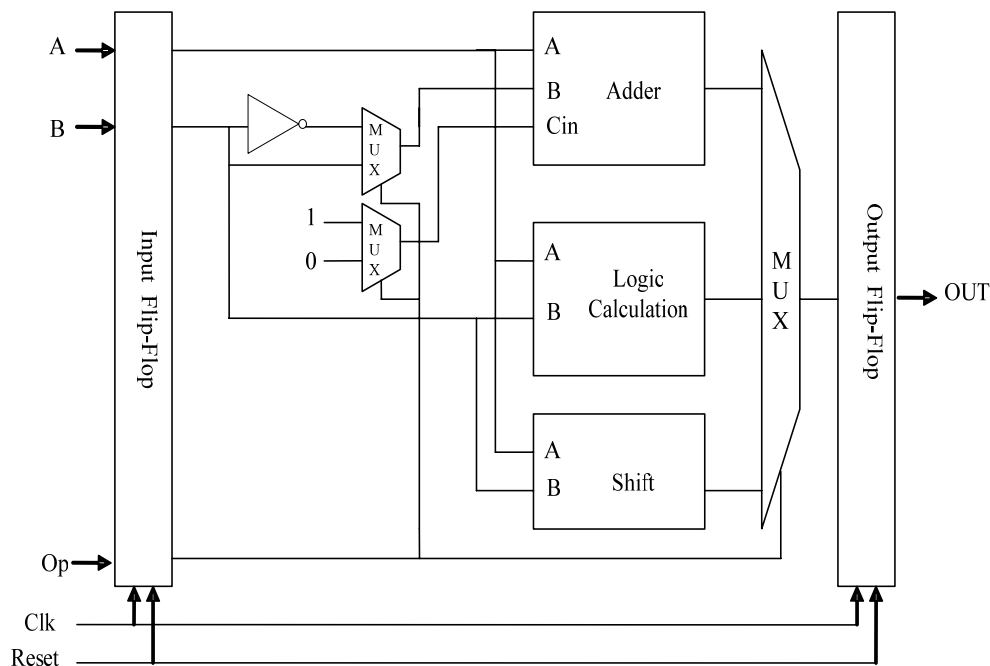 A
B
Op
Clk
Reset
Input Flip-Flop
M
U
X
1
0
M
U
X
A
B
Cin
Adder
A
B
Logic
Calculation
A
B
Shift
M
U
X
Output Flip-Flop
OUT